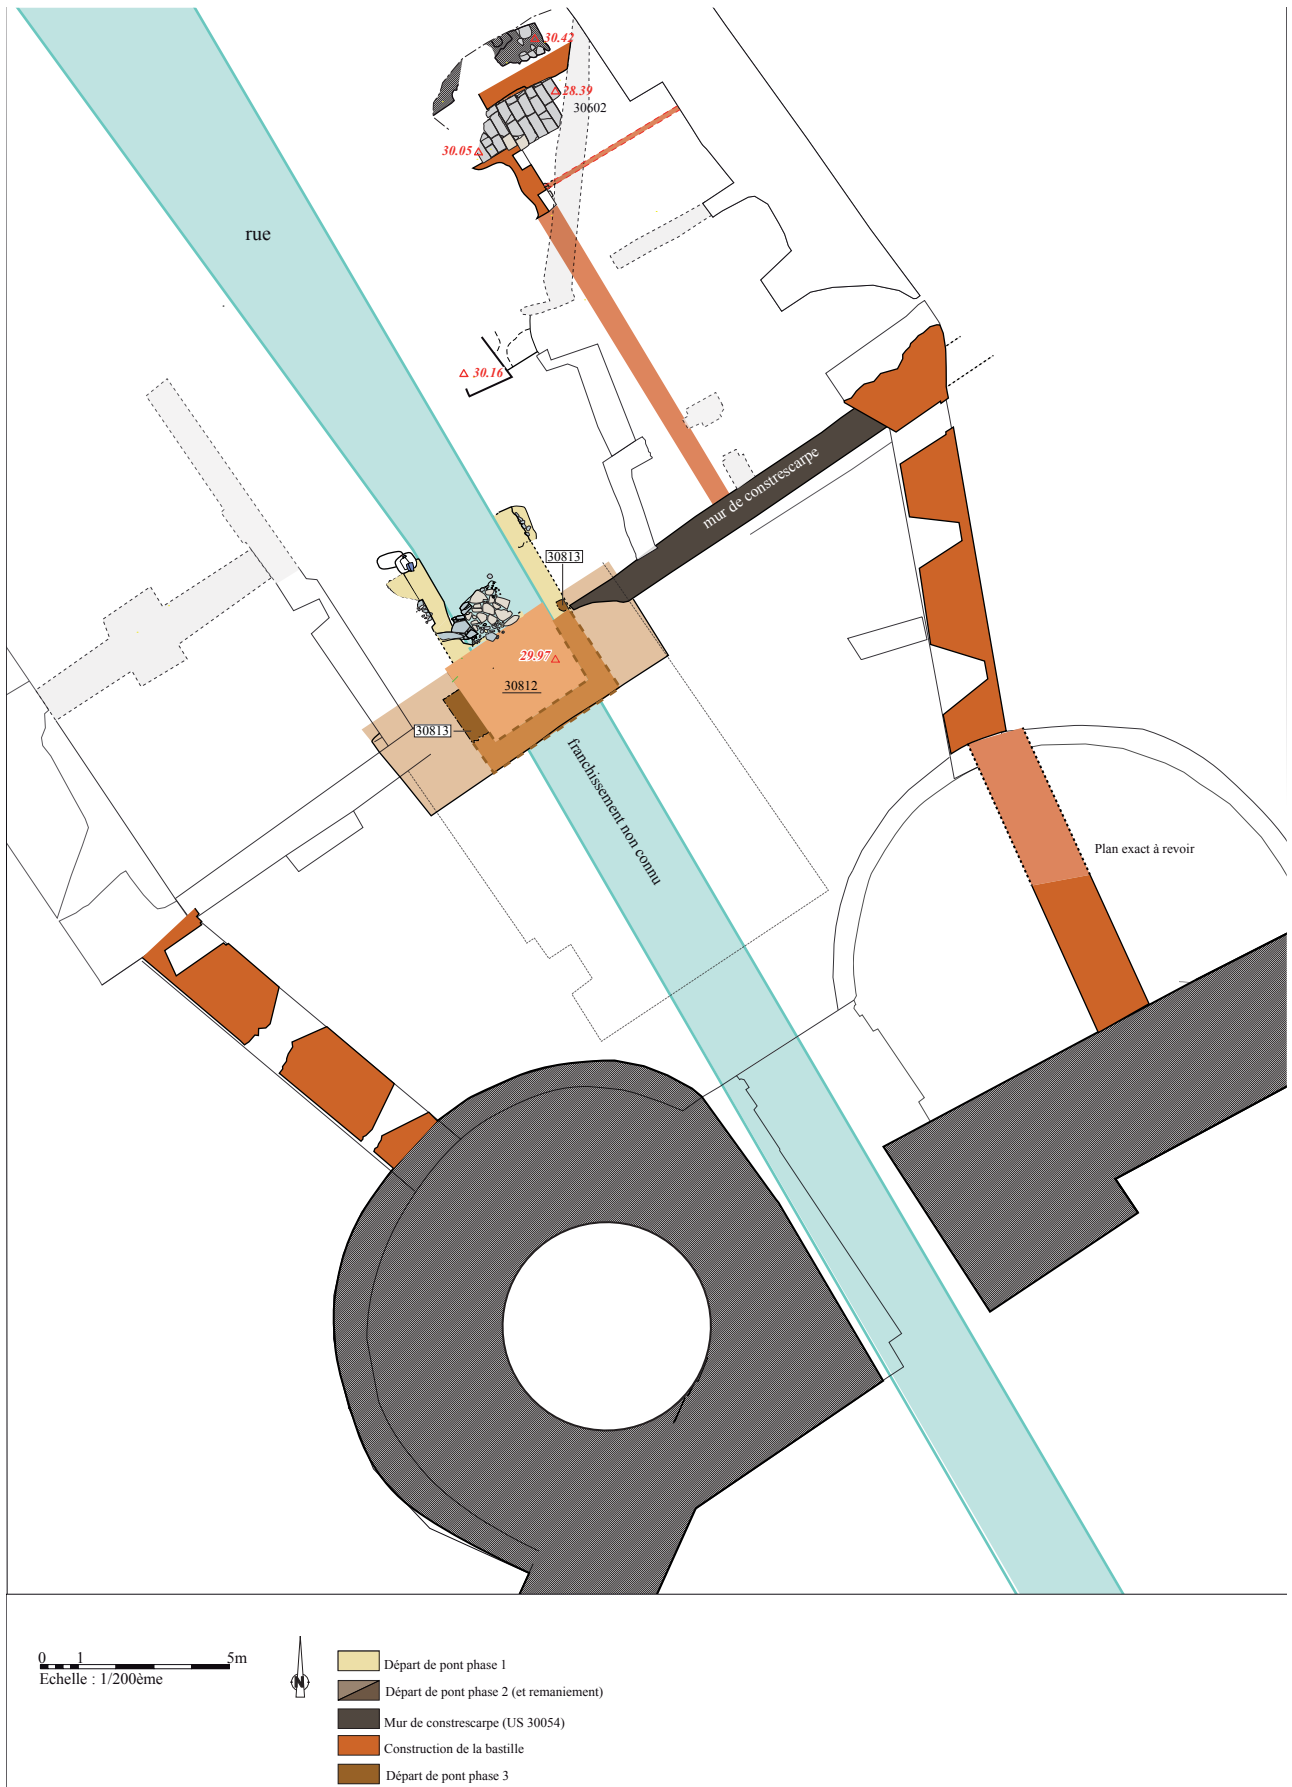 30.42
28.39
30602
30.05
rue
30.16
mur de constrescarpe
30813
29.97
30812
30813
franchissement non connu
Plan exact à revoir
0 1 5m
Echelle : 1/200ème
N
Départ de pont phase 1
Départ de pont phase 2 (et remaniement)
Mur de constrescarpe (US 30054)
Construction de la bastille
Départ de pont phase 3